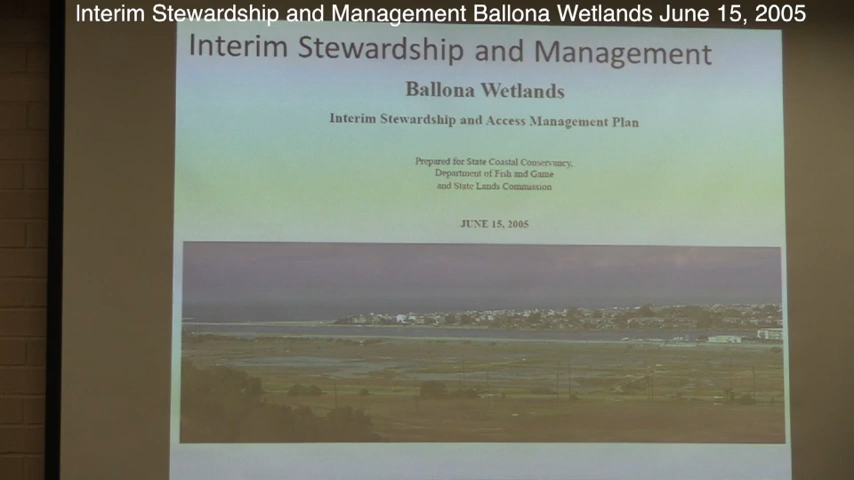 Interim Stewardship and Management Ballona Wetlands June 15, 2005
Interim Stewardship and Management
Ballona Wetlands
Interim Stewardship and Access Management Plan
Prepared for State Coastal Conservancy,
Department of Fish and Game
and State Lands Commission
JUNE 15, 2005